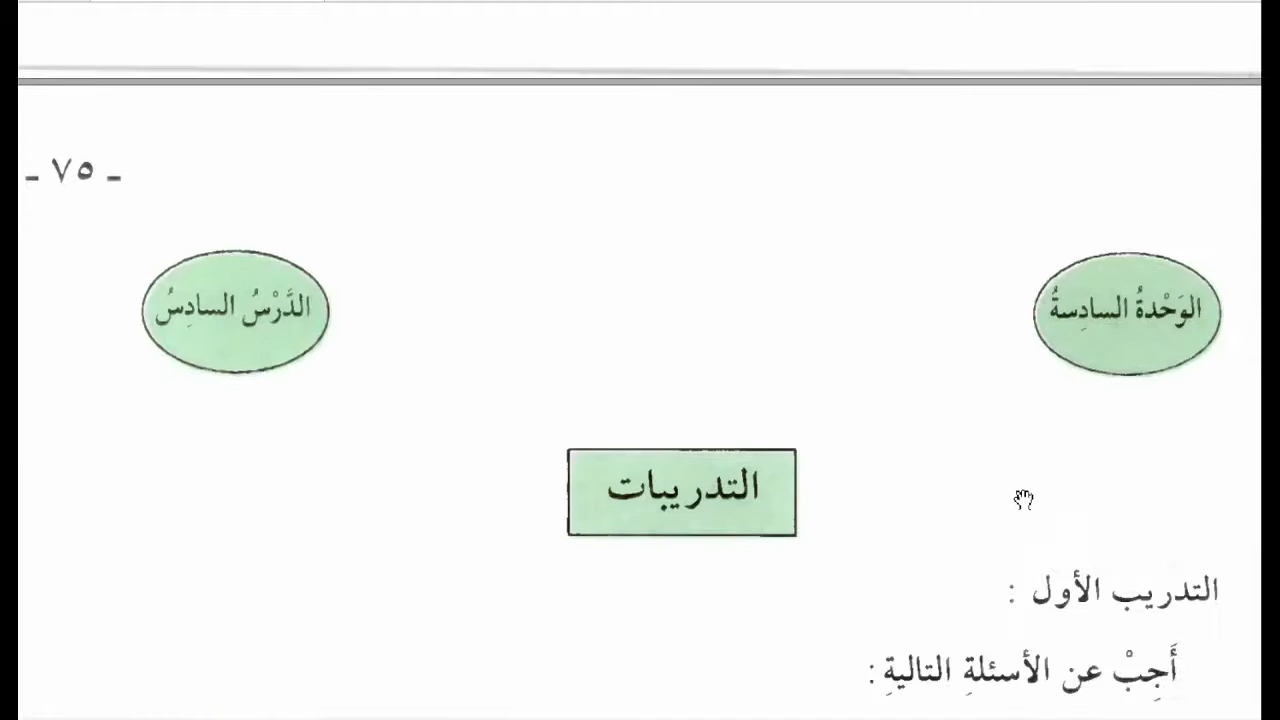 - ٧٥ -
الوَحْدةُ السادِسةُ
الدَّرْسُ السادِسُ
التدريبات
التدريب الأول :
أَجِبْ عن الأسئلةِ التاليةِ :